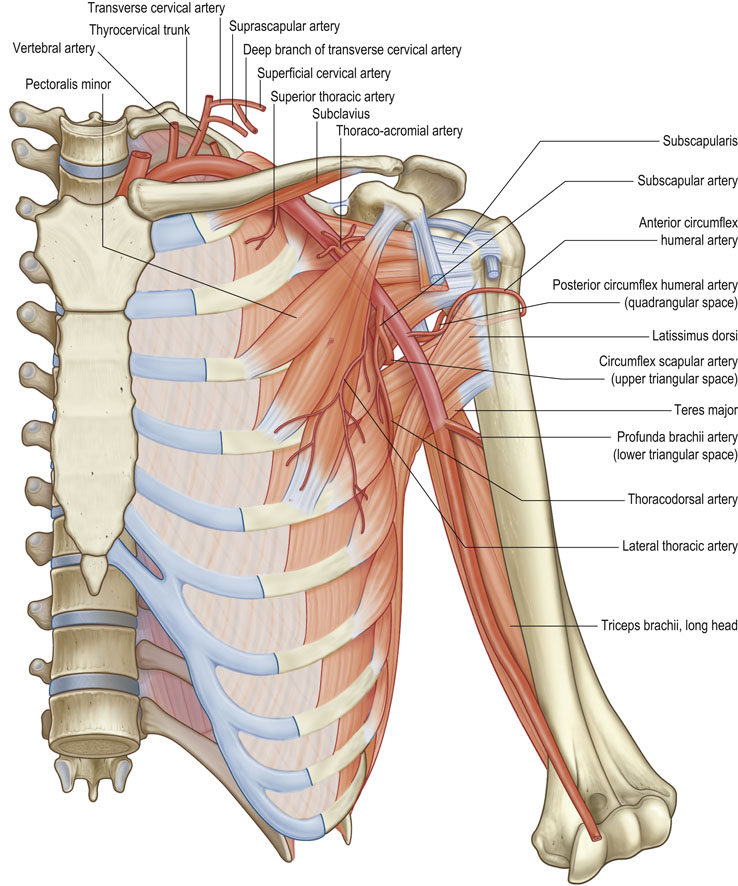 Transverse cervical artery
Thyrocervical trunk
Suprascapular artery
Vertebral artery
Deep branch of transverse cervical artery
Superficial cervical artery
Pectoralis minor
Superior thoracic artery
Subclavius
Thoraco-acromial artery
Subscapularis
Subscapular artery
Anterior circumflex
humeral artery
Posterior circumflex humeral artery
(quadrangular space)
Latissimus dorsi
Circumflex scapular artery
(upper triangular space)
Teres major
Profunda brachii artery
(lower triangular space)
Thoracodorsal artery
Lateral thoracic artery
Triceps brachii, long head